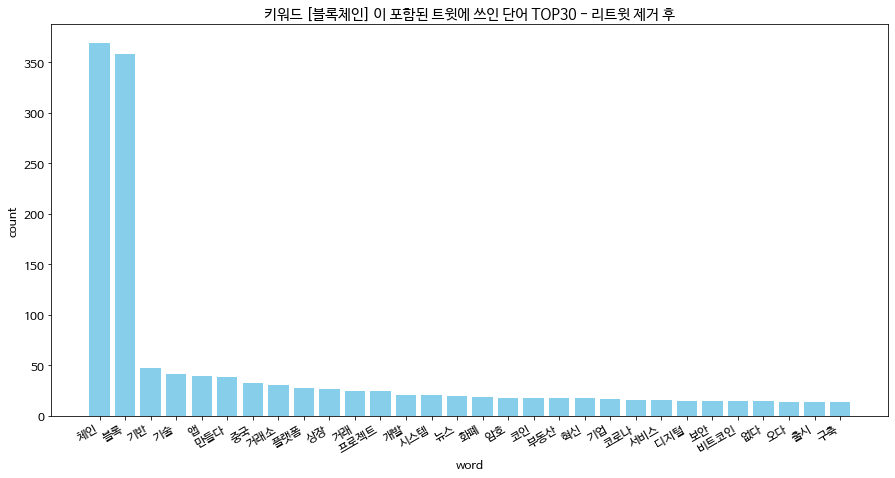 키워드 [블록체인] 이 포함된 트윗에 쓰인 단어 TOP30 - 리트윗 제거 후
count
350
300
250
200
150
100
50
0
체인
블록
기반
기술
앱
만들다
중국
거래소
플랫폼
상장
거래
프로젝트
개발
시스템
뉴스
화폐
암호
코인
부동산
혁신
기업
코로나
서비스
디지털
보안
비트코인
없다
오다
출시
구축
word